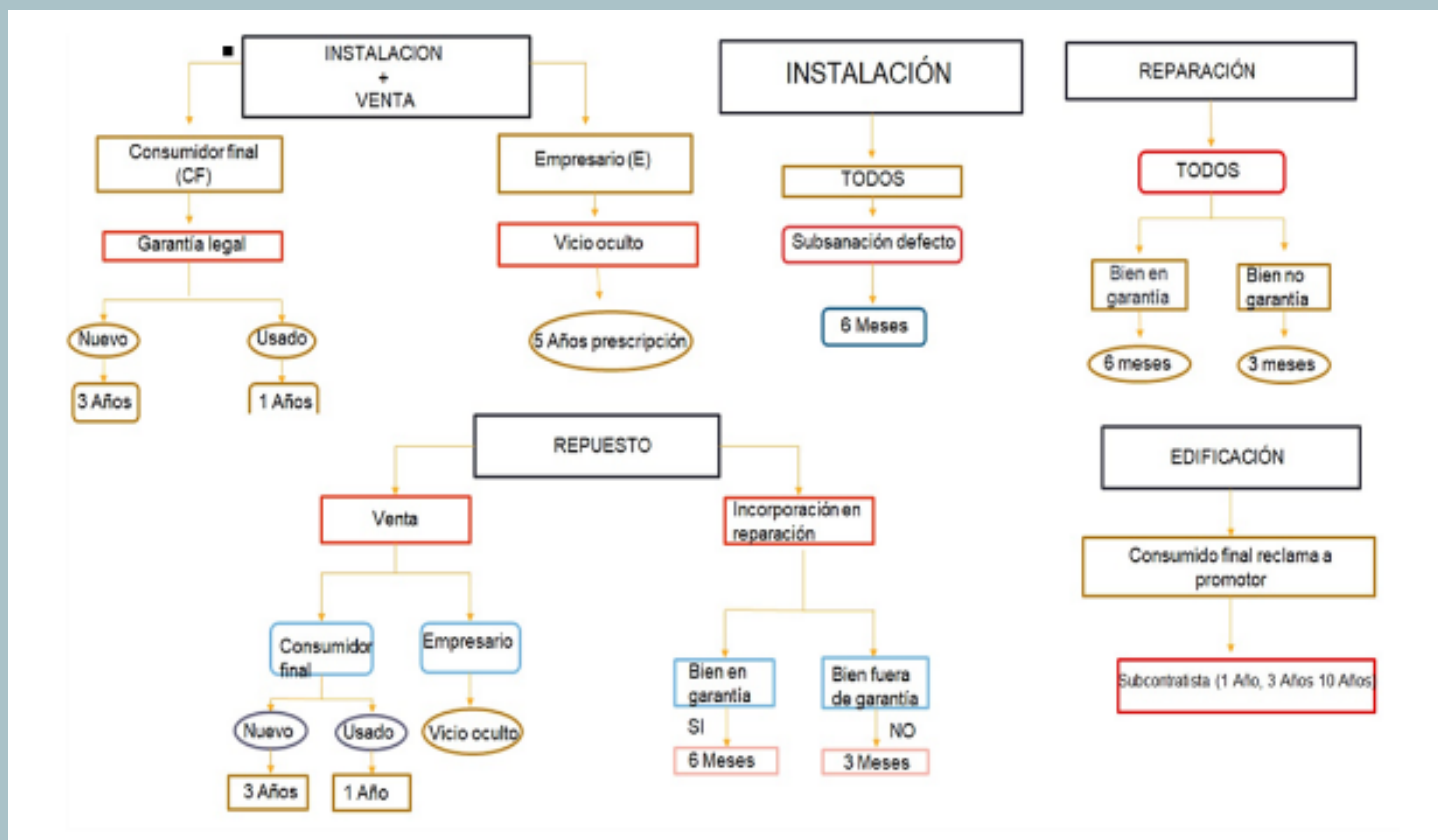 INSTALACION
+
VENTA
Consumidor final
(CF)
Garantía legal
Nuevo
3 Años
Usado
1 Años
Empresario (E)
Vicio oculto
5 Años prescripción
INSTALACIÓN
TODOS
Subsanación defecto
6 Meses
REPARACIÓN
TODOS
Bien en
garantía
6 meses
Bien no
garantía
3 meses
REPUESTO
Venta
Consumidor
final
Nuevo
3 Años
Usado
1 Año
Empresario
Vicio oculto
Incorporación en
reparación
Bien en
garantía
SI
6 Meses
Bien fuera
de garantía
NO
3 Meses
EDIFICACIÓN
Consumido final reclama a
promotor
Subcontratista (1 Año, 3 Años 10 Años)